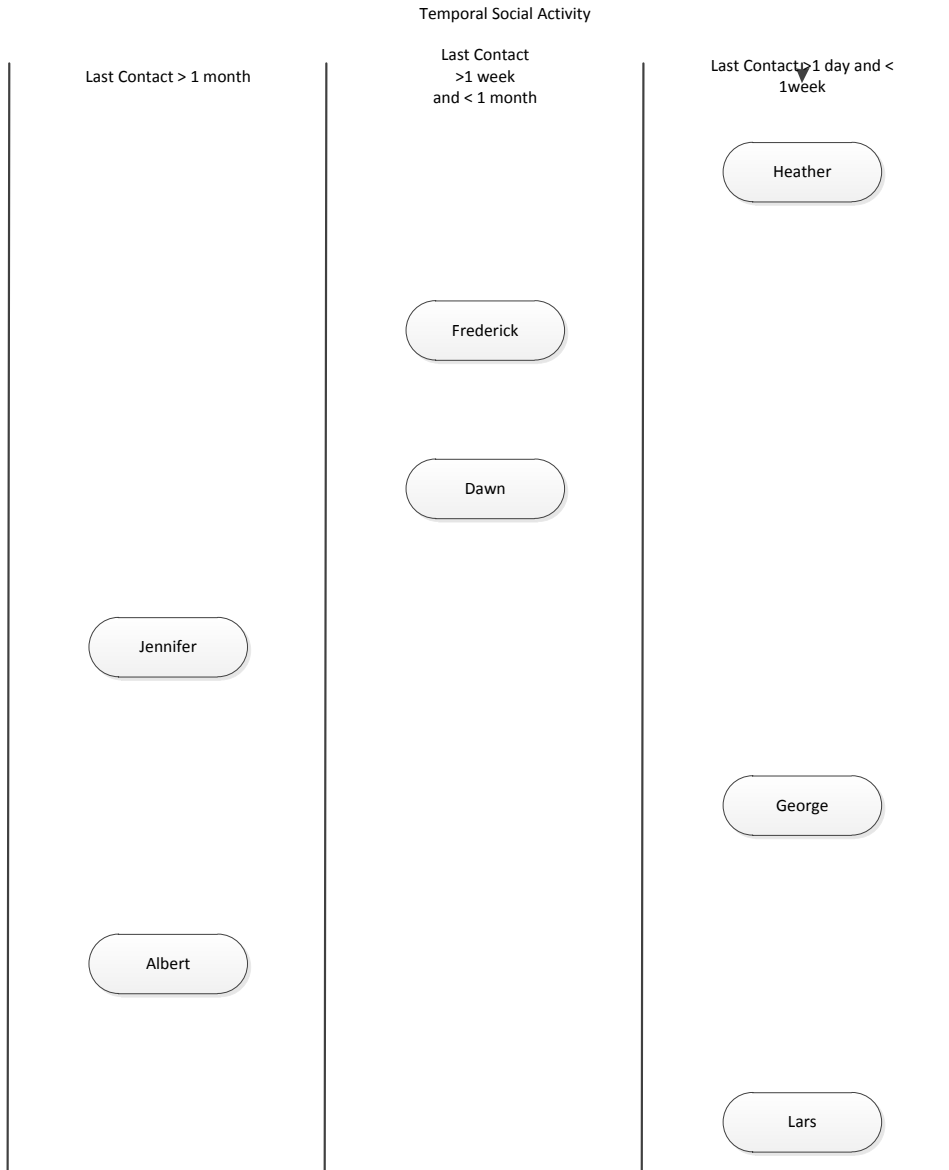 Temporal Social Activity
Last Contact > 1 month
Last Contact
>1 week
and < 1 month
Last Contact >1 day and <
1week
Heather
Frederick
Dawn
Jennifer
George
Albert
Lars